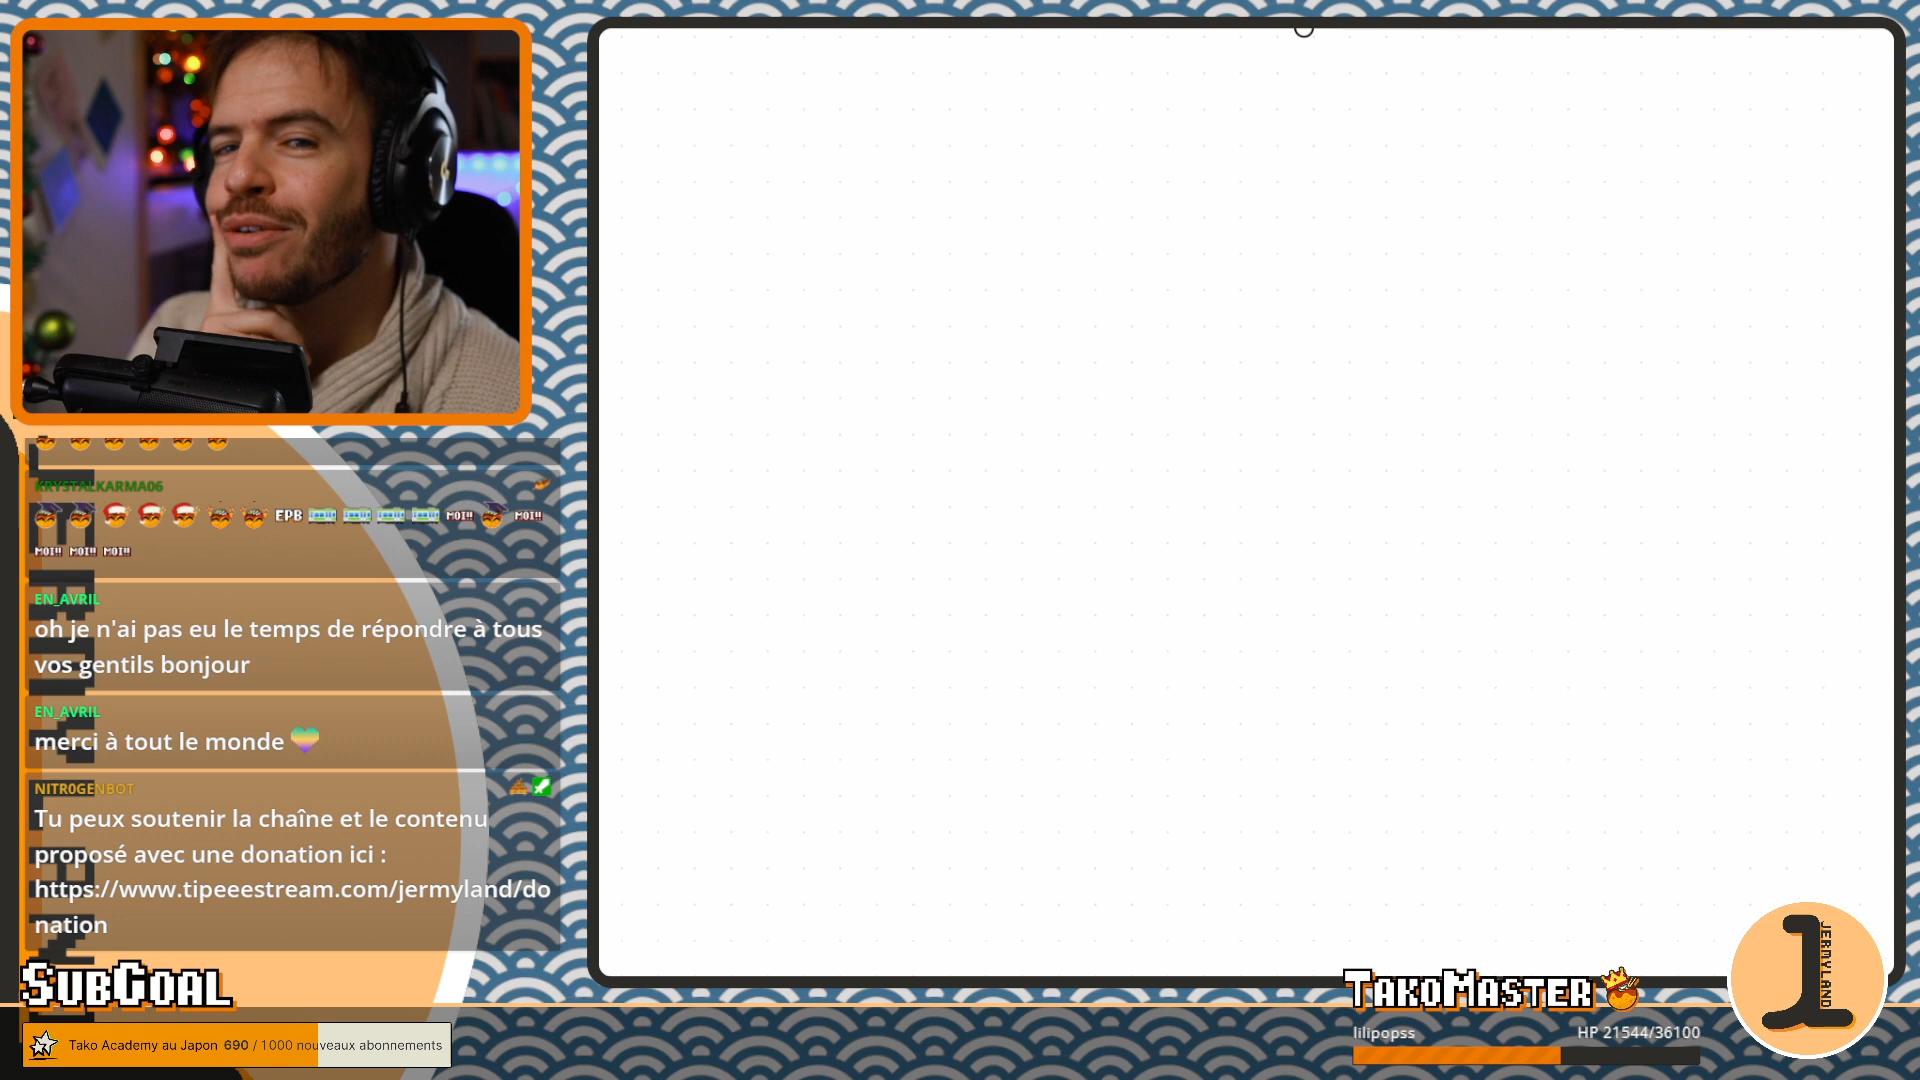 KRYSTALKARMA06
EPB MOI!! MOI!!
MOI!! MOI!! MOI!!
EN_AVRIL
oh je n'ai pas eu le temps de répondre à tous
vos gentils bonjour
EN_AVRIL
merci à tout le monde
NITR0GENBOT
Tu peux soutenir la chaîne et le contenu
proposé avec une donation ici :
https://www.tipeeestream.com/jermyland/do
nation
SUBGOAL
Tako Academy au Japon 690 / 1000 nouveaux abonnements
TAKOMASTER
lilipopss HP 21544/36100
JERMYLAND